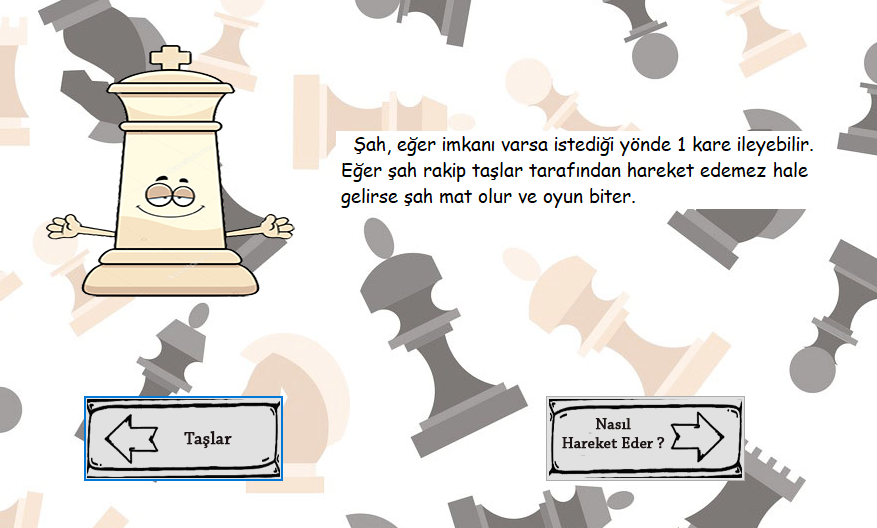 Şah, eğer imkanı varsa istediği yönde 1 kare ileyebilir.
Eğer şah rakip taşlar tarafından hareket edemez hale
gelirse şah mat olur ve oyun biter.
Taşlar
Nasıl
Hareket Eder ?